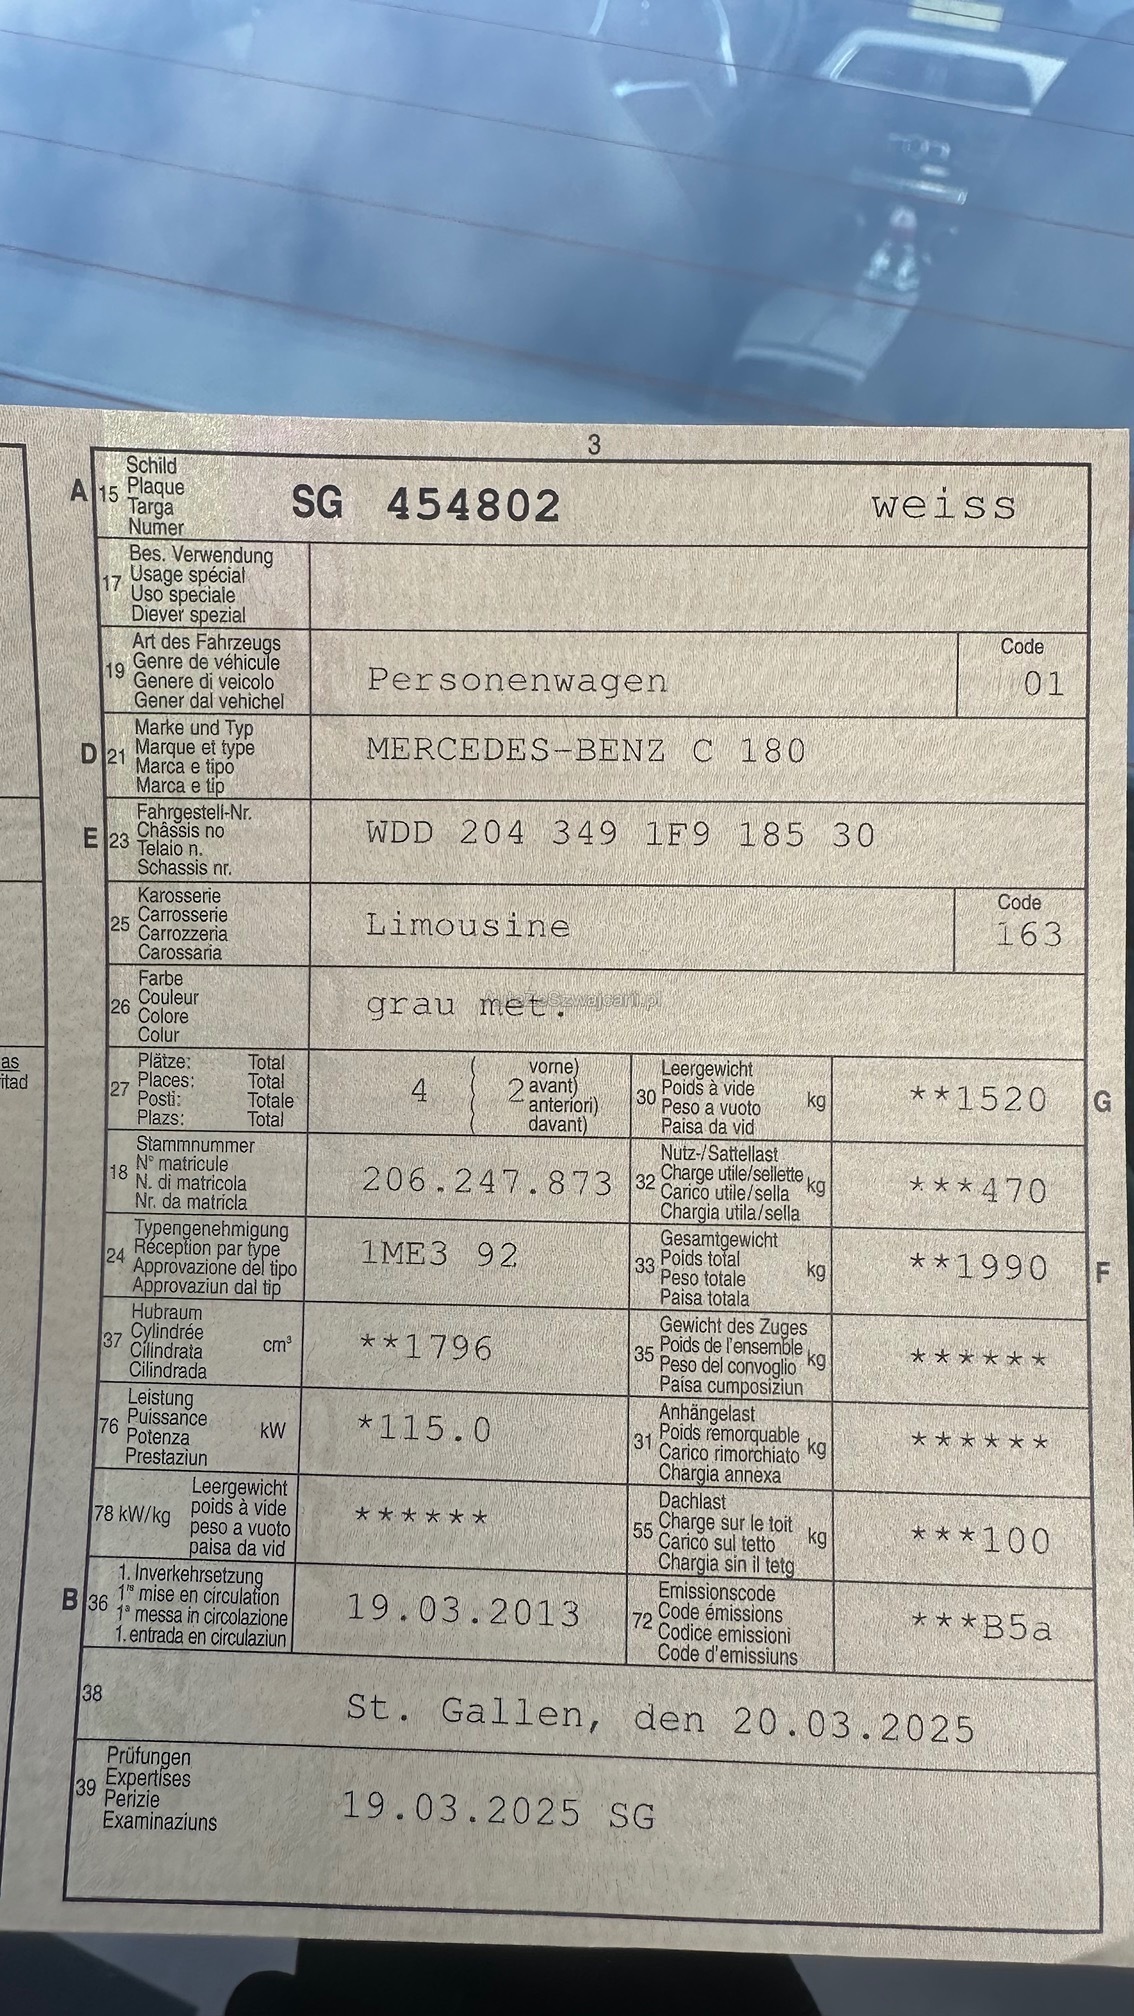 3
A 15 Schild
Plaque
Targa
Numer
SG 454802 weiss
17 Bes. Verwendung
Usage spécial
Uso speciale
Diever spezial
19 Art des Fahrzeugs
Genre de véhicule
Genere di veicolo
Gener dal vehichel
Personenwagen
Code
01
D 21 Marke und Typ
Marque et type
Marca e tipo
Marca e tip
MERCEDES-BENZ C 180
E 23 Fahrgestell-Nr.
Châssis no
Telaio n.
Schassis nr.
WDD 204 349 1F9 185 30
25 Karosserie
Carrosserie
Carrozzeria
Carossaria
Limousine
Code
163
26 Farbe
Couleur
Colore
Colur
grau met.
AutaZeSzwajcarii.pl
27 Plätze: Total
Places: Total
Posti: Totale
Plazs: Total
4 ( 2 vorne)
avant)
anteriori)
davant)
30 Leergewicht
Poids à vide
Peso a vuoto
Paisa da vid
kg **1520 G
18 Stammnummer
N° matricule
N. di matricola
Nr. da matricla
206.247.873
32 Nutz-/Sattellast
Charge utile/sellette
Carico utile/sella
Chargia utila/sella
kg ***470
24 Typengenehmigung
Réception par type
Approvazione del tipo
Approvaziun dal tip
1ME3 92
33 Gesamtgewicht
Poids total
Peso totale
Paisa totala
kg **1990 F
37 Hubraum
Cylindrée
Cilindrata
Cilindrada
cm³ **1796
35 Gewicht des Zuges
Poids de l'ensemble
Peso del convoglio
Paisa cumposiziun
kg ******
76 Leistung
Puissance
Potenza
Prestaziun
kW *115.0
31 Anhängelast
Poids remorquable
Carico rimorchiato
Chargia annexa
kg ******
78 kW/kg Leergewicht
poids à vide
peso a vuoto
paisa da vid
******
55 Dachlast
Charge sur le toit
Carico sul tetto
Chargia sin il tetg
kg ***100
B 36 1. Inverkehrsetzung
1re mise en circulation
1a messa in circolazione
1. entrada en circulaziun
19.03.2013
72 Emissionscode
Code émissions
Codice emissioni
Code d'emissiuns
***B5a
38 St. Gallen, den 20.03.2025
39 Prüfungen
Expertises
Perizie
Examinaziuns
19.03.2025 SG